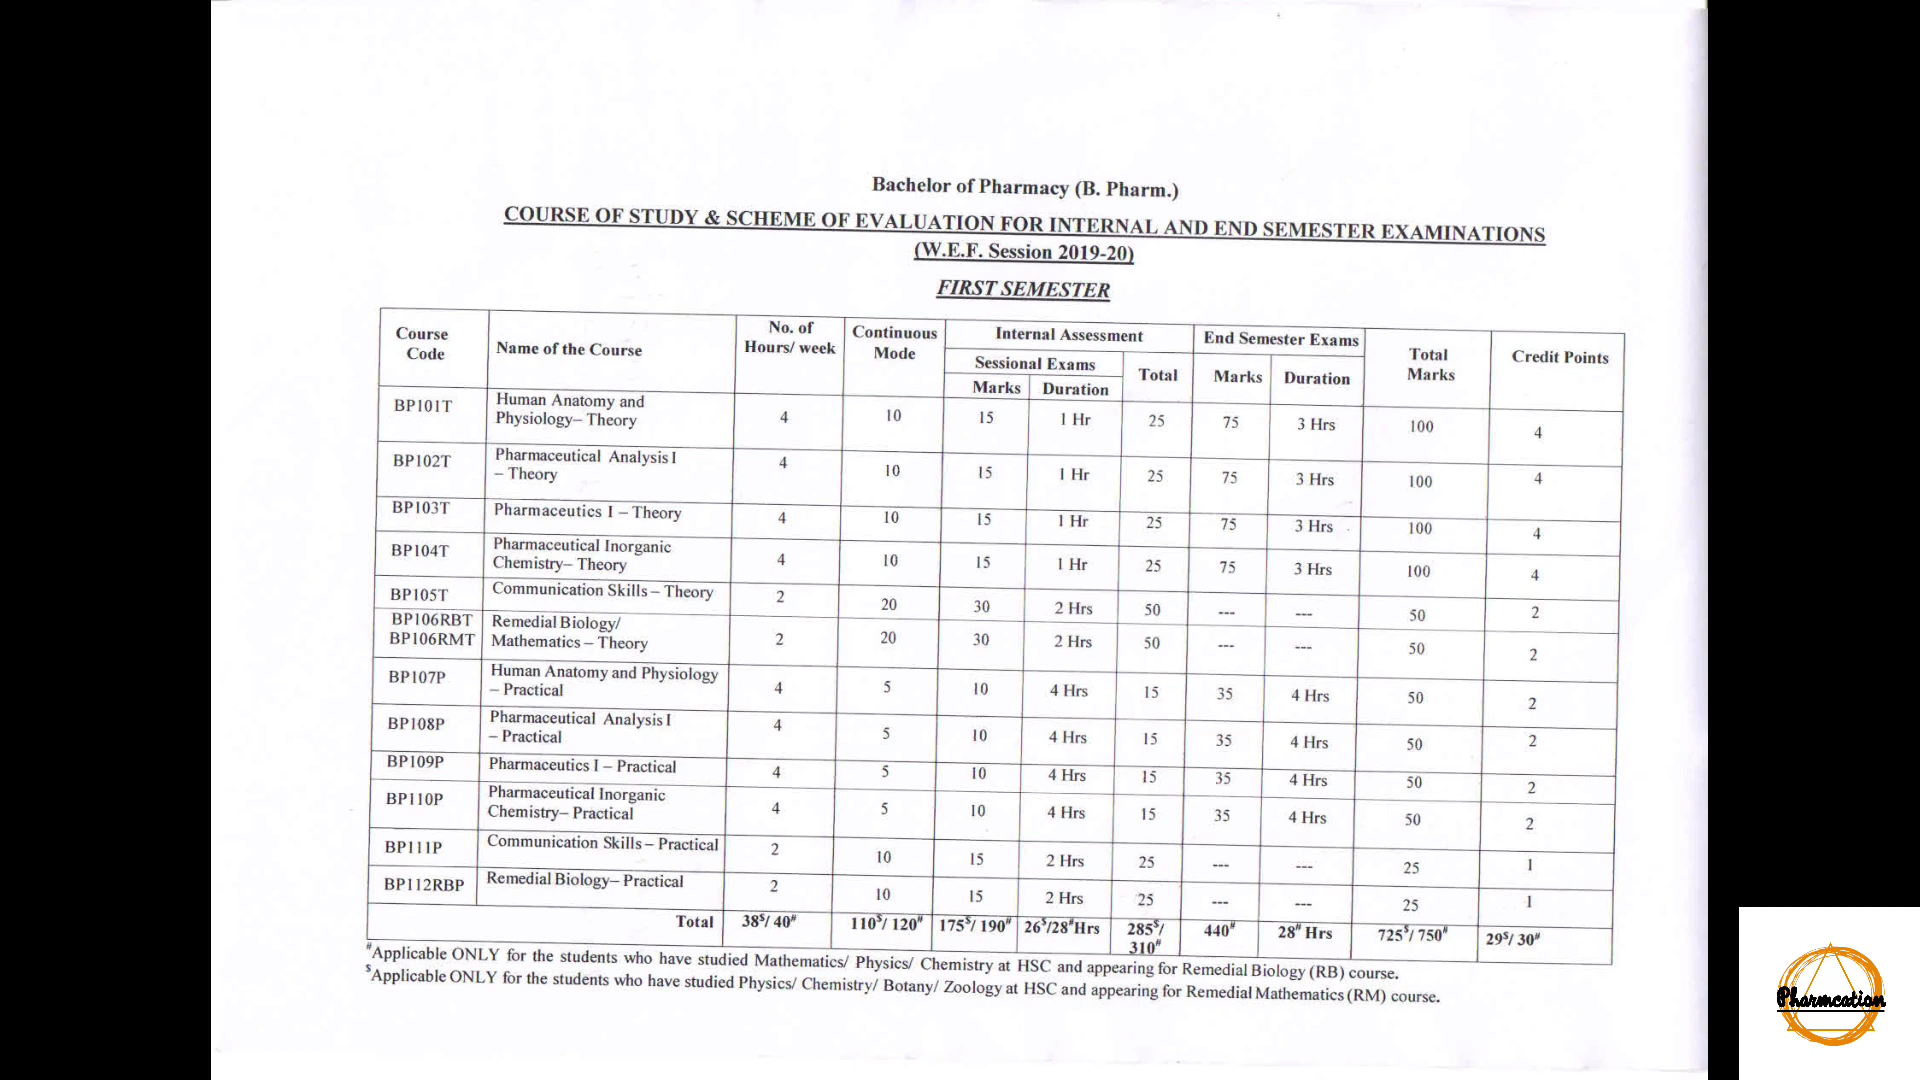 Bachelor of Pharmacy (B. Pharm.)
COURSE OF STUDY & SCHEME OF EVALUATION FOR INTERNAL AND END SEMESTER EXAMINATIONS
(W.E.F. Session 2019-20)
FIRST SEMESTER
Course Code | Name of the Course | No. of Hours/ week | Continuous Mode | Internal Assessment | End Semester Exams | Total Marks | Credit Points
Sessional Exams | Total | Marks | Duration
Marks | Duration
BP101T | Human Anatomy and Physiology– Theory | 4 | 10 | 15 | 1 Hr | 25 | 75 | 3 Hrs | 100 | 4
BP102T | Pharmaceutical Analysis I – Theory | 4 | 10 | 15 | 1 Hr | 25 | 75 | 3 Hrs | 100 | 4
BP103T | Pharmaceutics I – Theory | 4 | 10 | 15 | 1 Hr | 25 | 75 | 3 Hrs | 100 | 4
BP104T | Pharmaceutical Inorganic Chemistry– Theory | 4 | 10 | 15 | 1 Hr | 25 | 75 | 3 Hrs | 100 | 4
BP105T | Communication Skills – Theory | 2 | 20 | 30 | 2 Hrs | 50 | --- | --- | 50 | 2
BP106RBT BP106RMT | Remedial Biology/ Mathematics – Theory | 2 | 20 | 30 | 2 Hrs | 50 | --- | --- | 50 | 2
BP107P | Human Anatomy and Physiology – Practical | 4 | 5 | 10 | 4 Hrs | 15 | 35 | 4 Hrs | 50 | 2
BP108P | Pharmaceutical Analysis I – Practical | 4 | 5 | 10 | 4 Hrs | 15 | 35 | 4 Hrs | 50 | 2
BP109P | Pharmaceutics I – Practical | 4 | 5 | 10 | 4 Hrs | 15 | 35 | 4 Hrs | 50 | 2
BP110P | Pharmaceutical Inorganic Chemistry– Practical | 4 | 5 | 10 | 4 Hrs | 15 | 35 | 4 Hrs | 50 | 2
BP111P | Communication Skills – Practical | 2 | 10 | 15 | 2 Hrs | 25 | --- | --- | 25 | 1
BP112RBP | Remedial Biology– Practical | 2 | 10 | 15 | 2 Hrs | 25 | --- | --- | 25 | 1
Total | 38$/ 40# | 110$/ 120# | 175$/ 190# | 26$/28#Hrs | 285$/ 310# | 440# | 28# Hrs | 725$/ 750# | 29$/ 30#
#Applicable ONLY for the students who have studied Mathematics/ Physics/ Chemistry at HSC and appearing for Remedial Biology (RB) course.
$Applicable ONLY for the students who have studied Physics/ Chemistry/ Botany/ Zoology at HSC and appearing for Remedial Mathematics (RM) course.
Pharmcation